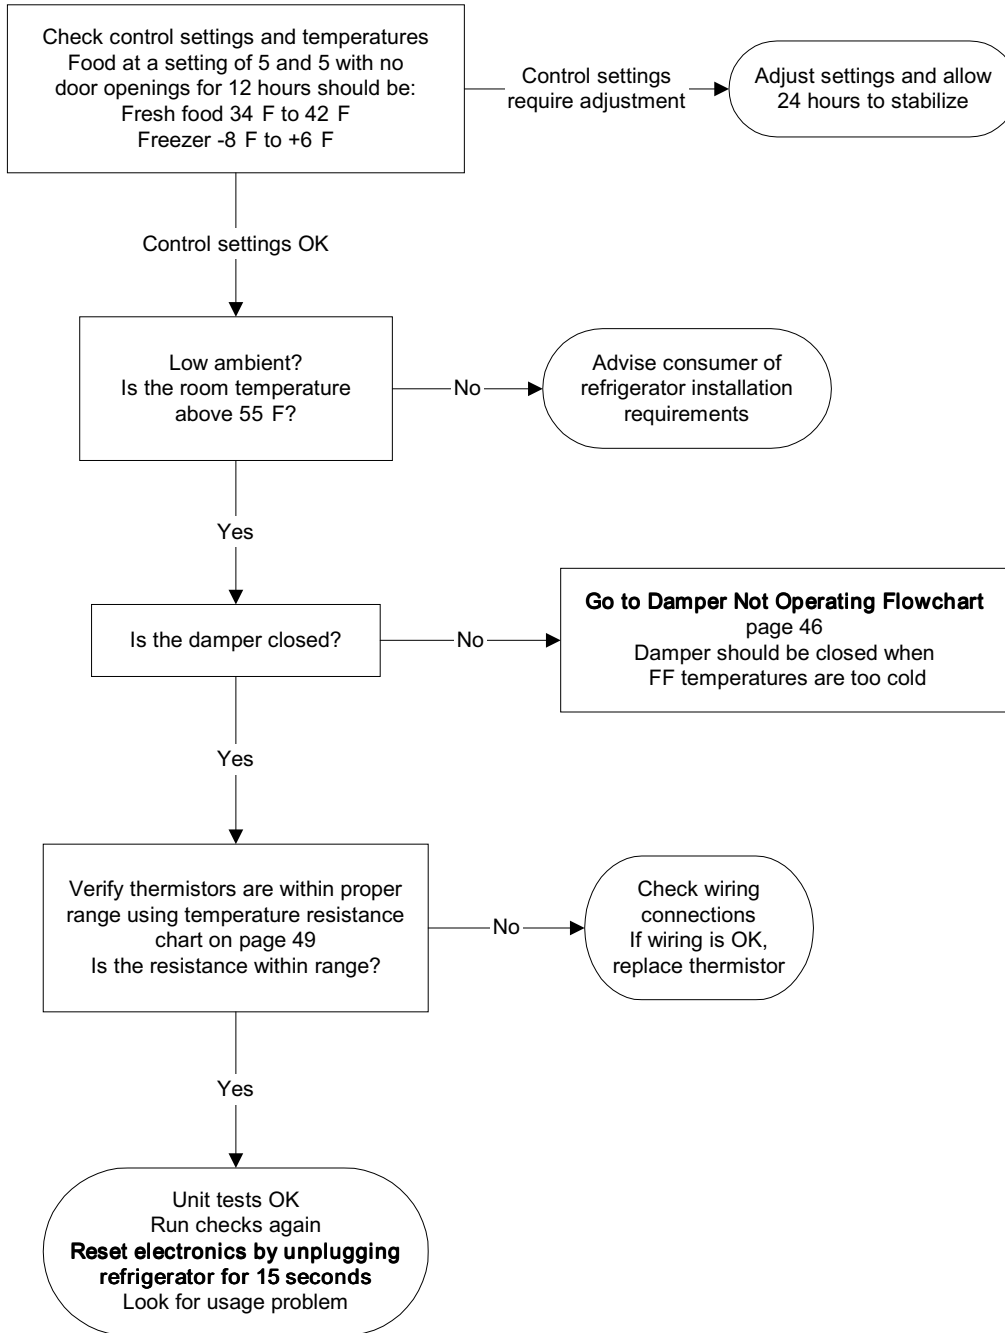 Check control settings and temperatures
Food at a setting of 5 and 5 with no
door openings for 12 hours should be:
Fresh food 34 F to 42 F
Freezer -8 F to +6 F
Control settings
require adjustment
Adjust settings and allow
24 hours to stabilize
Control settings OK
Low ambient?
Is the room temperature
above 55 F?
No
Advise consumer of
refrigerator installation
requirements
Yes
Is the damper closed?
No
Go to Damper Not Operating Flowchart
page 46
Damper should be closed when
FF temperatures are too cold
Yes
Verify thermistors are within proper
range using temperature resistance
chart on page 49
Is the resistance within range?
No
Check wiring
connections
If wiring is OK,
replace thermistor
Yes
Unit tests OK
Run checks again
Reset electronics by unplugging
refrigerator for 15 seconds
Look for usage problem